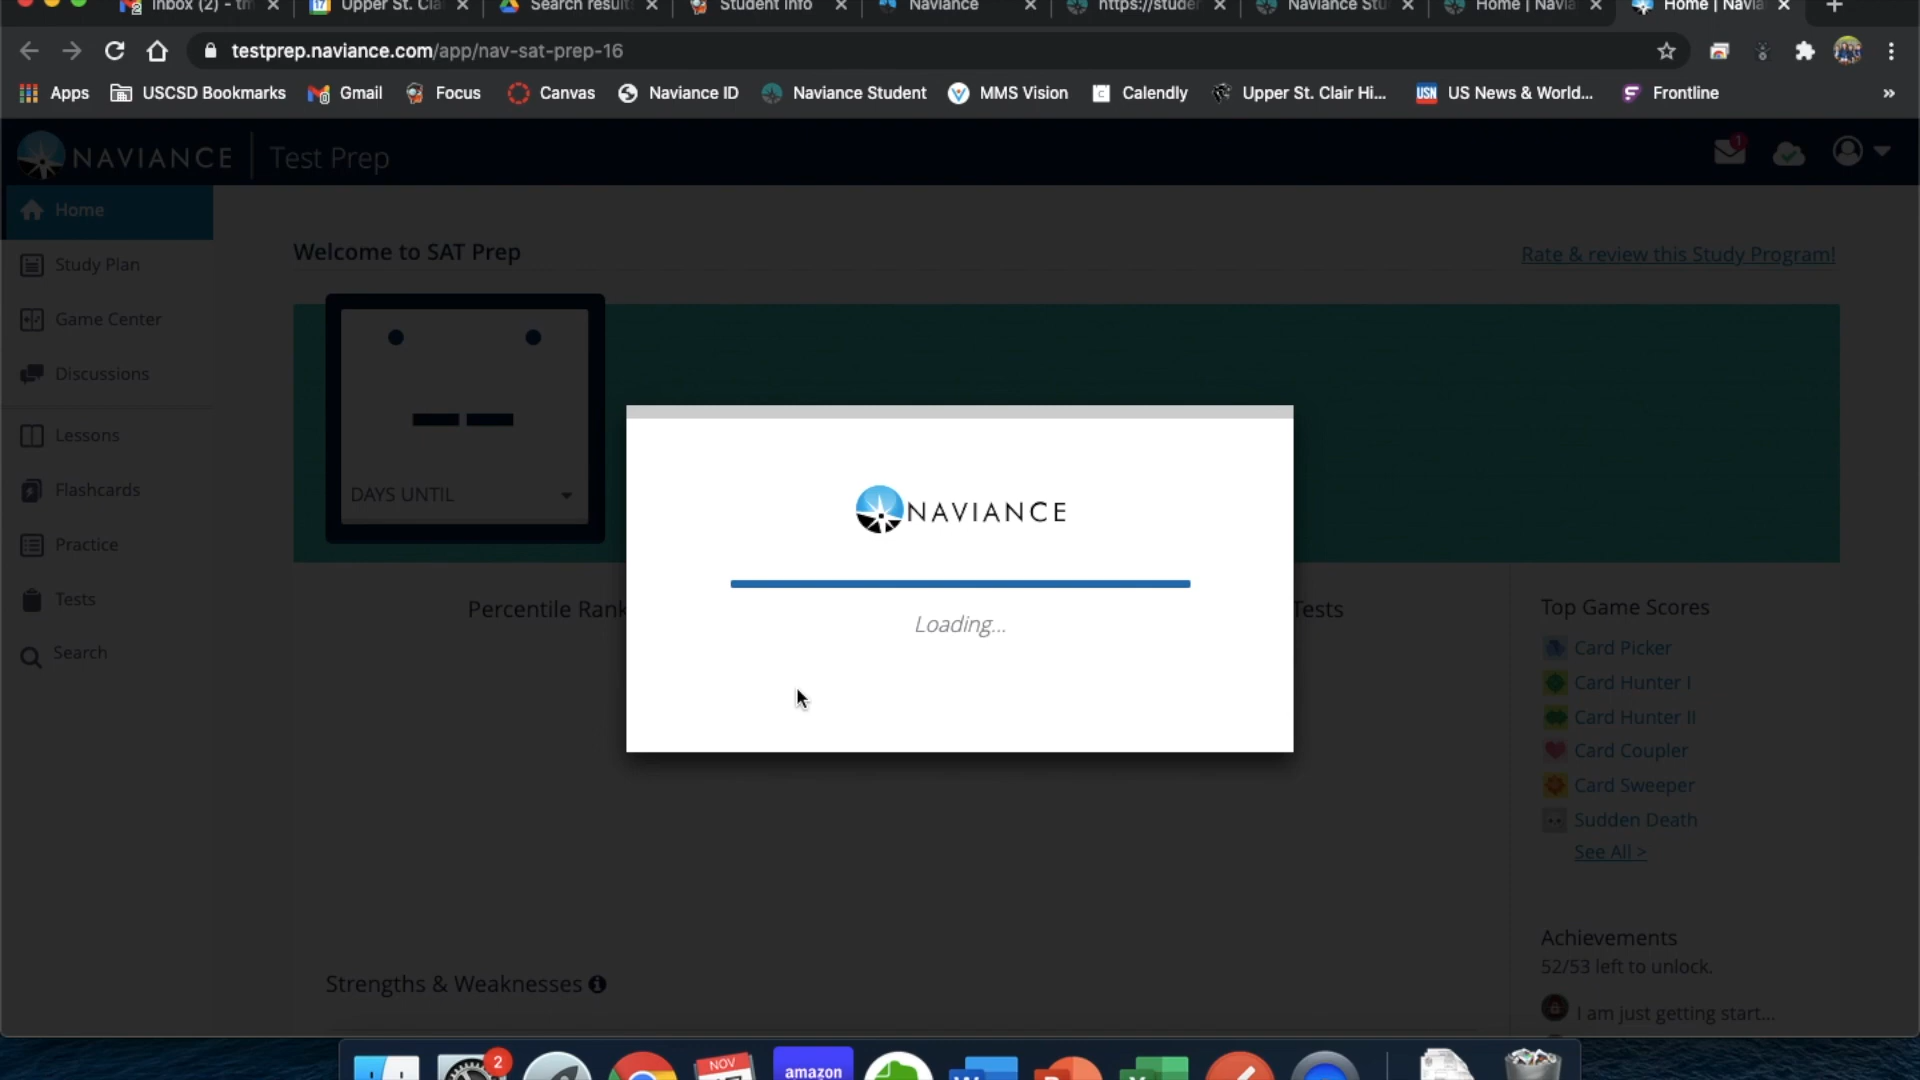 Inbox (2) - tm
Upper St. Cla
Search result
Student Info
Naviance
https://studen
Naviance Stu
Home | Navia
Home | Navia
testprep.naviance.com/app/nav-sat-prep-16
Apps
USCSD Bookmarks
Gmail
Focus
Canvas
Naviance ID
Naviance Student
MMS Vision
Calendly
Upper St. Clair Hi...
US News & World...
Frontline
»
NAVIANCE
Test Prep
1
Home
Study Plan
Game Center
Discussions
Lessons
Flashcards
Practice
Tests
Search
Welcome to SAT Prep
Rate & review this Study Program!
DAYS UNTIL
NAVIANCE
Loading...
Percentile Rank
Tests
Top Game Scores
Card Picker
Card Hunter I
Card Hunter II
Card Coupler
Card Sweeper
Sudden Death
See All >
Strengths & Weaknesses
Achievements
52/53 left to unlock.
I am just getting start...
2
NOV
amazon